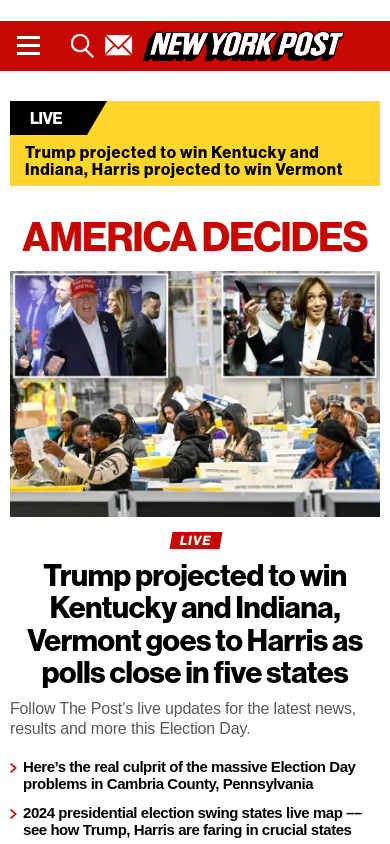 NEW YORK POST
LIVE
Trump projected to win Kentucky and
Indiana, Harris projected to win Vermont
AMERICA DECIDES
LIVE
Trump projected to win
Kentucky and Indiana,
Vermont goes to Harris as
polls close in five states
Follow The Post’s live updates for the latest news,
results and more this Election Day.
Here’s the real culprit of the massive Election Day
problems in Cambria County, Pennsylvania
2024 presidential election swing states live map ––
see how Trump, Harris are faring in crucial states